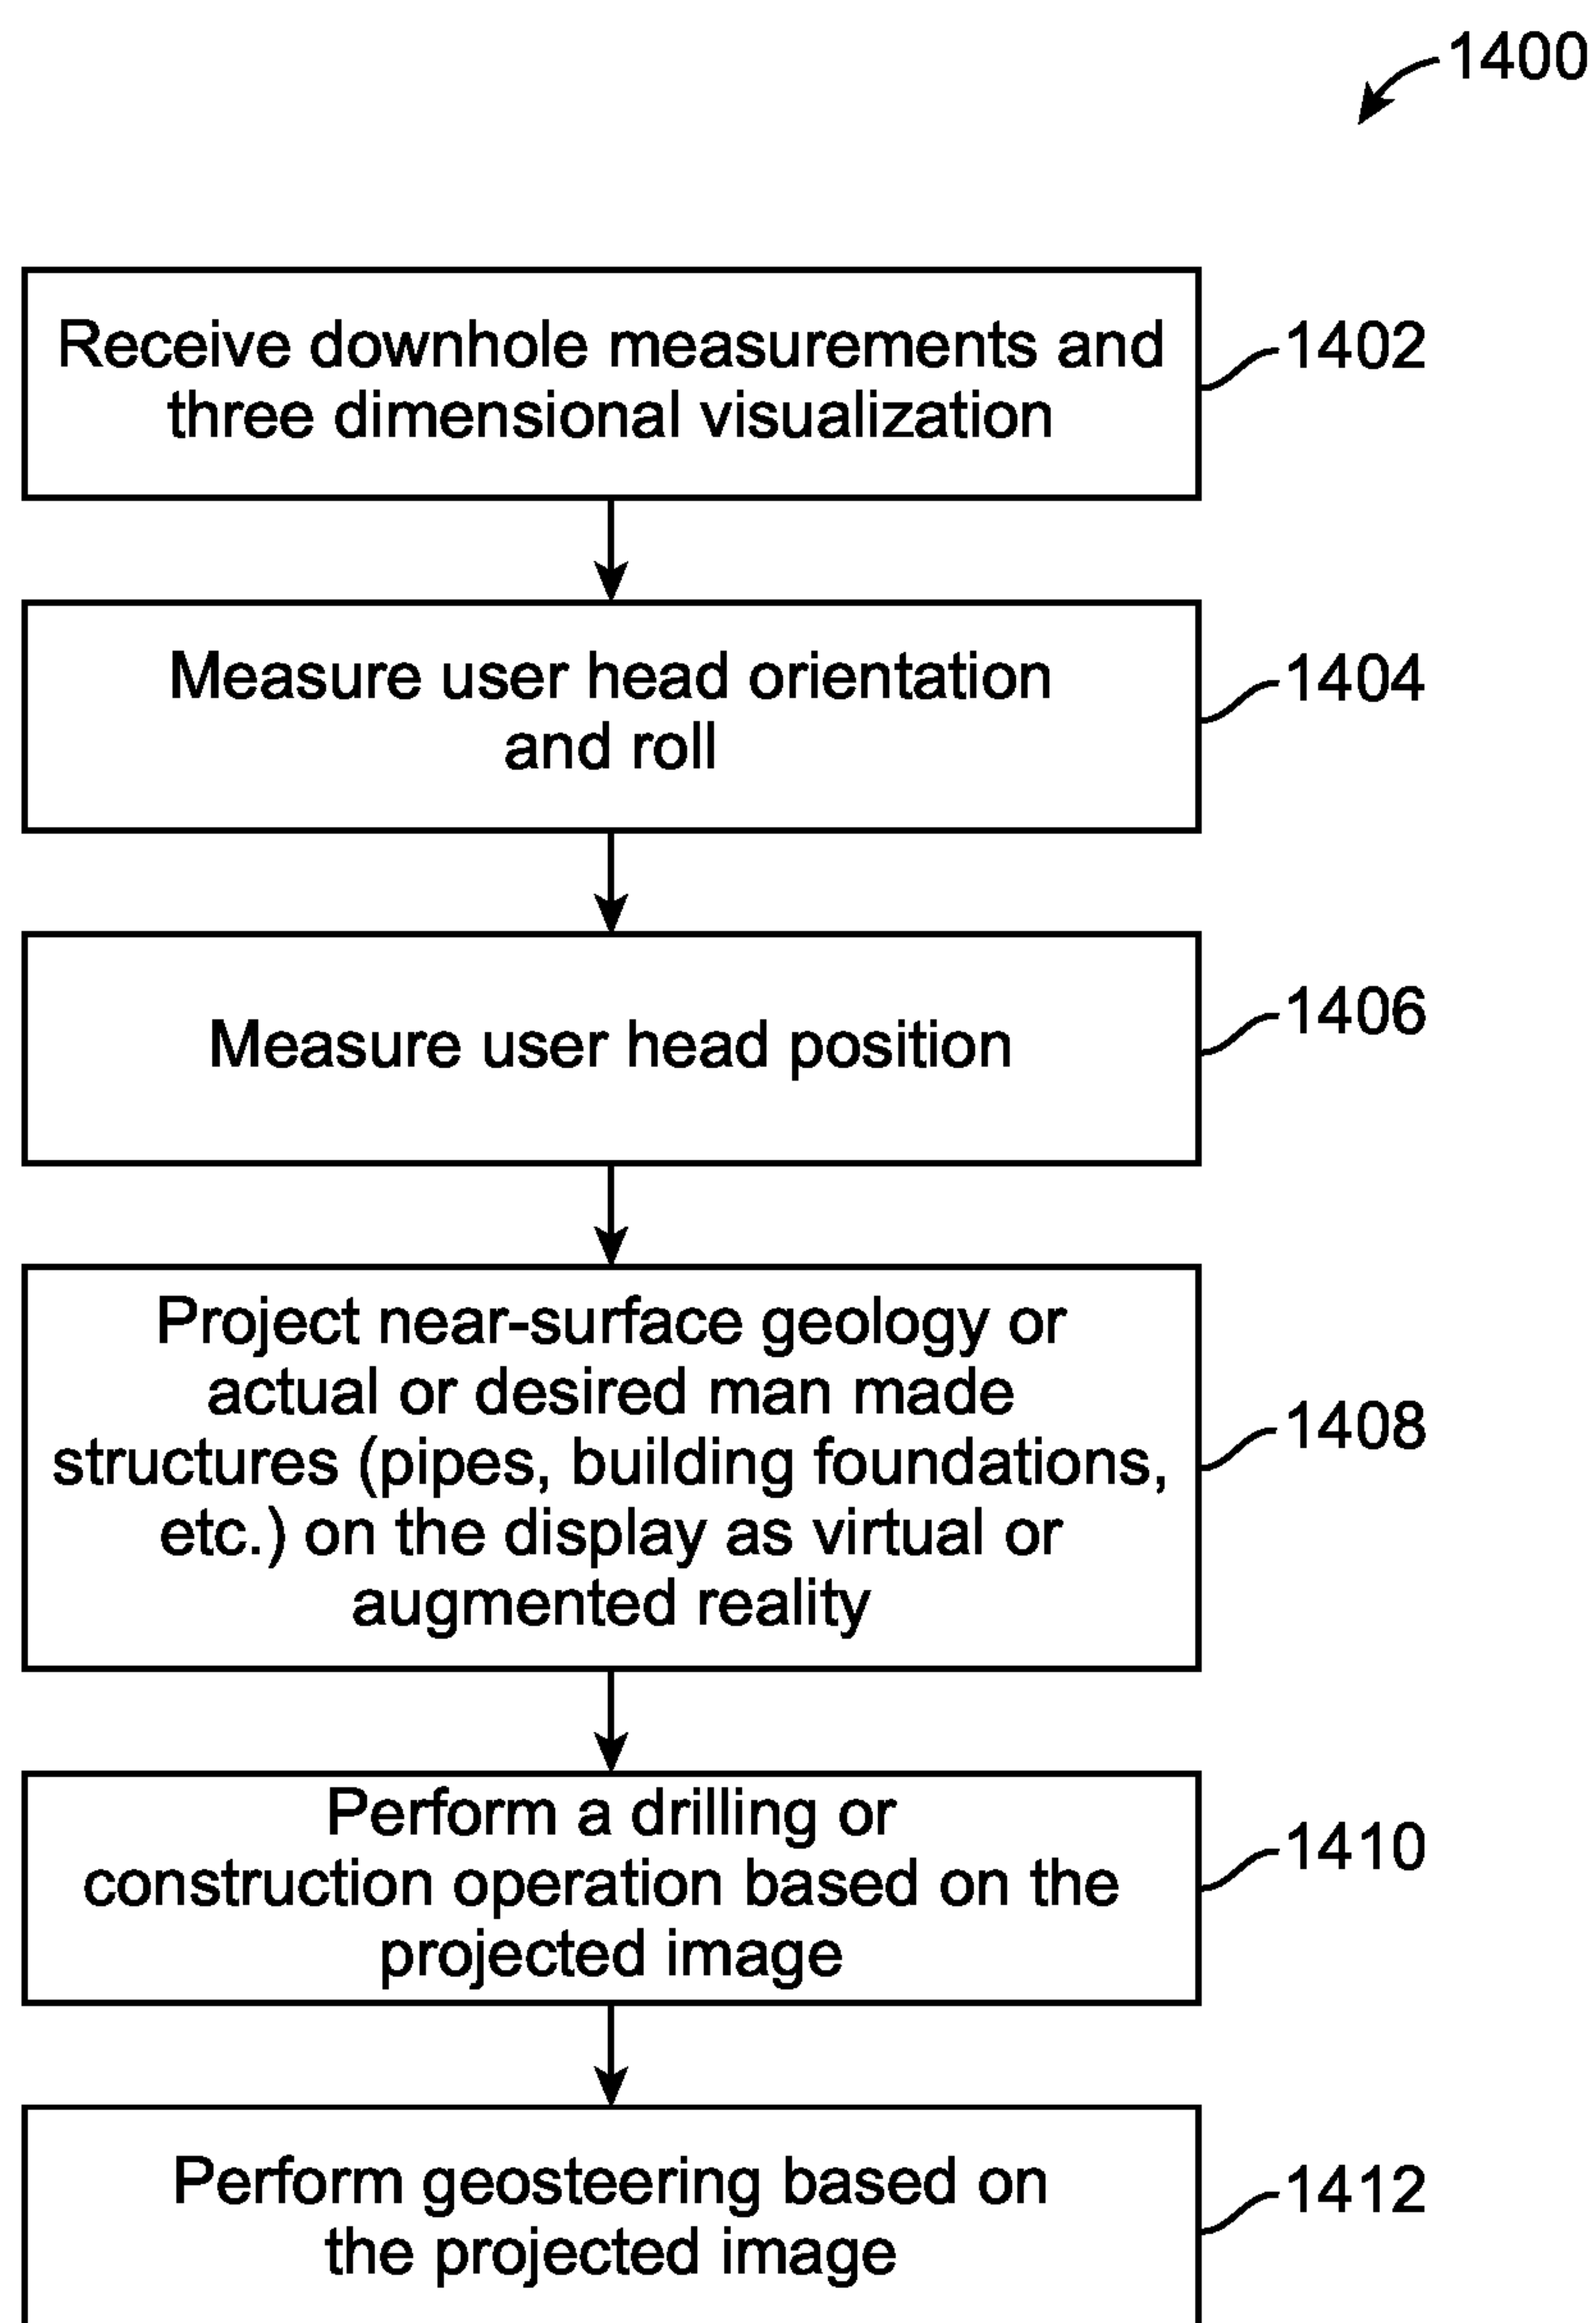 1400
Receive downhole measurements and
three dimensional visualization
1402
Measure user head orientation
and roll
1404
Measure user head position
1406
Project near-surface geology or
actual or desired man made
structures (pipes, building foundations,
etc.) on the display as virtual or
augmented reality
1408
Perform a drilling or
construction operation based on the
projected image
1410
Perform geosteering based on
the projected image
1412